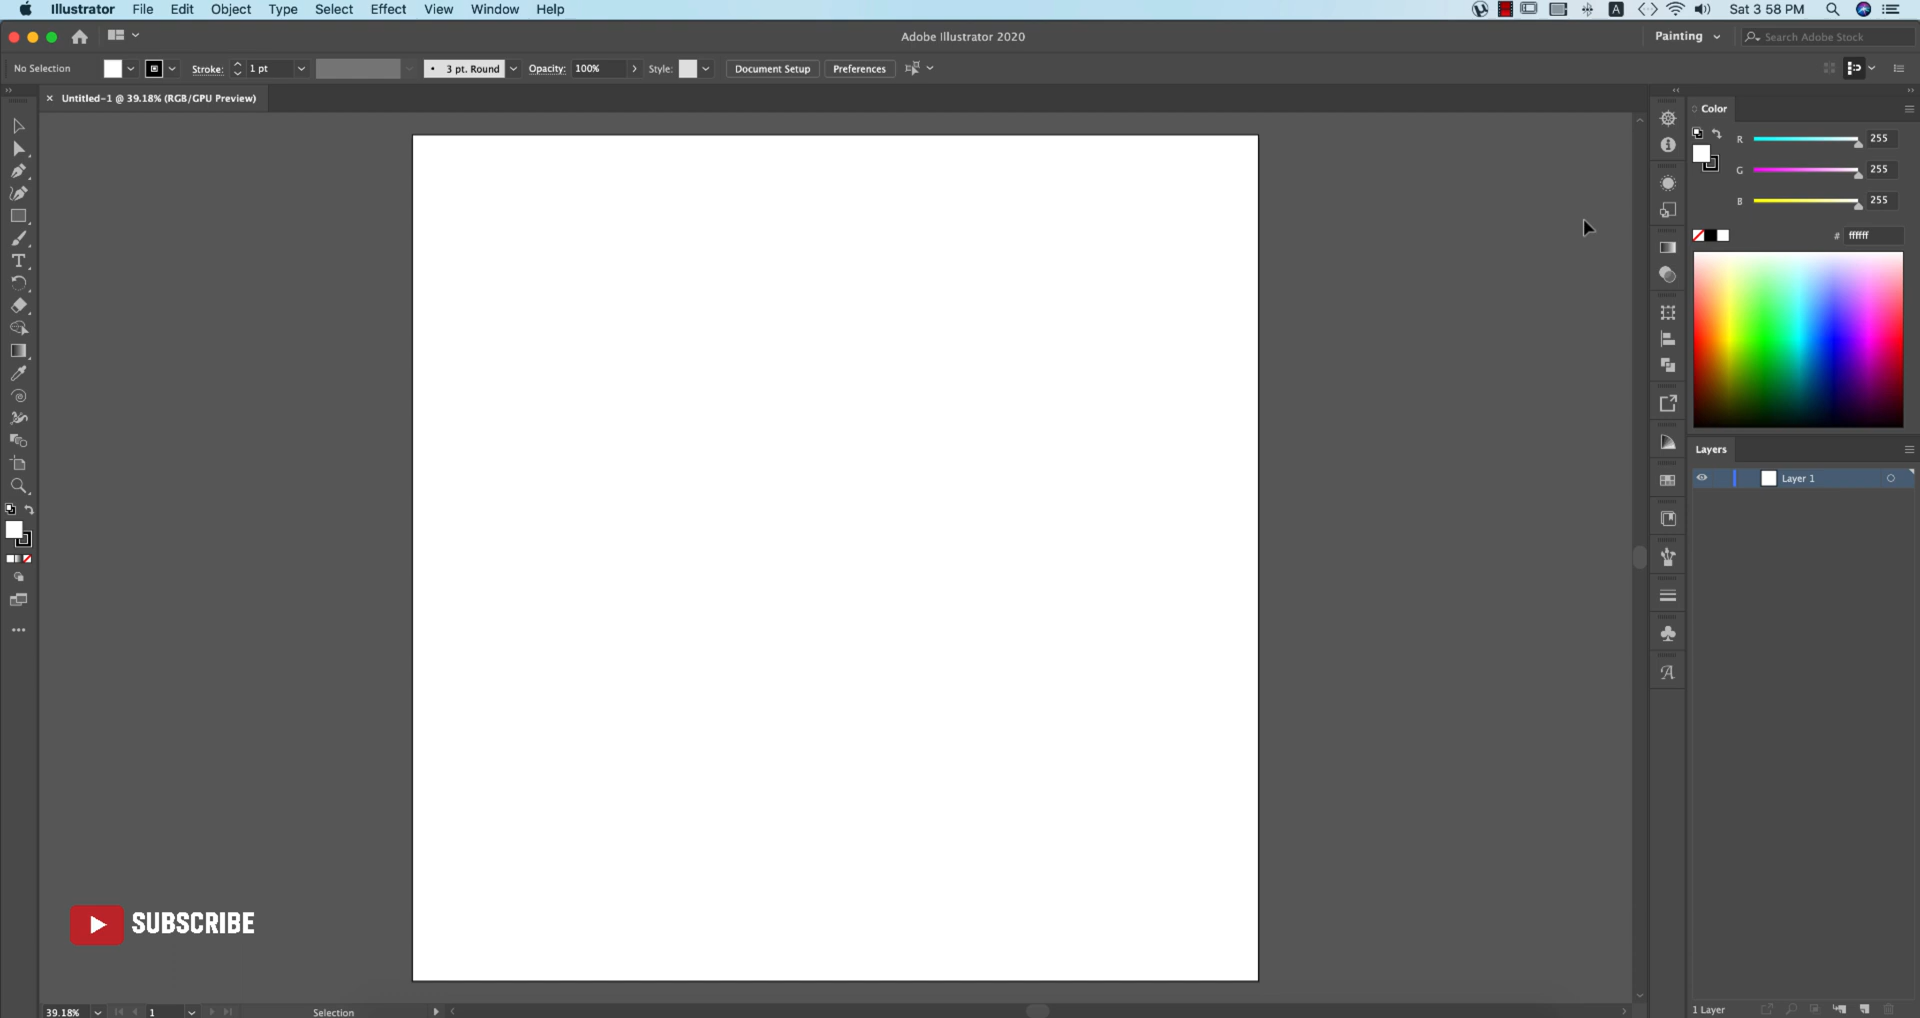 Illustrator File Edit Object Type Select Effect View Window Help A Sat 3 58 PM
Adobe Illustrator 2020 Painting Search Adobe Stock
No Selection Stroke: 1 pt 3 pt. Round Opacity: 100% Style: Document Setup Preferences
Untitled-1 @ 39.18% (RGB/GPU Preview)
Color
R 255
G 255
B 255
# ffffff
Layers
Layer 1
SUBSCRIBE
39.18% 1 Selection 1 Layer